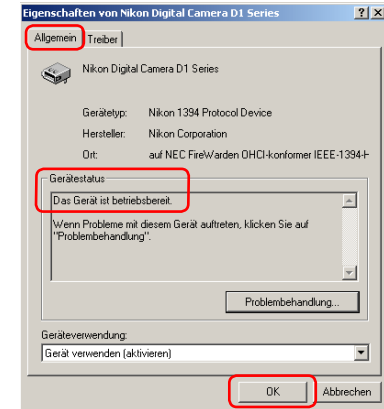 Eigenschaften von Nikon Digital Camera D1 Series
Allgemein Treiber
Nikon Digital Camera D1 Series
Gerätetyp: Nikon 1394 Protocol Device
Hersteller: Nikon Corporation
Ort: auf NEC FireWarden OHCI-konformer IEEE-1394-H
Gerätestatus
Das Gerät ist betriebsbereit.
Wenn Probleme mit diesem Gerät auftreten, klicken Sie auf
"Problembehandlung".
Problembehandlung...
Geräteverwendung:
Gerät verwenden (aktivieren)
OK Abbrechen